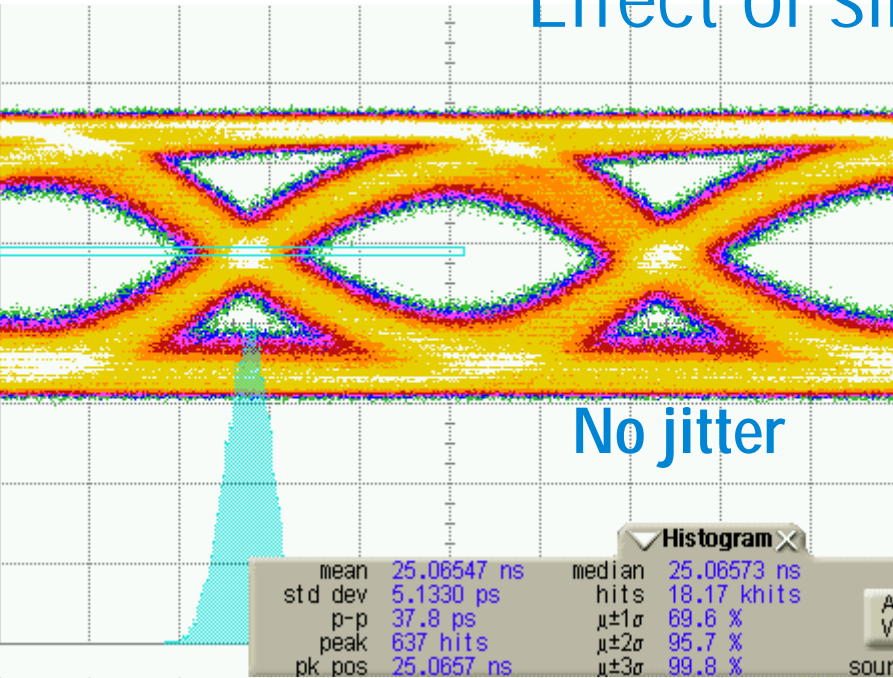 Effect of
No jitter
Histogram
mean 25.06547 ns median 25.06573 ns
std dev 5.1330 ps hits 18.17 khits
p-p 37.8 ps μ±1σ 69.6 %
peak 637 hits μ±2σ 95.7 %
pk pos 25.0657 ns μ±3σ 99.8 %